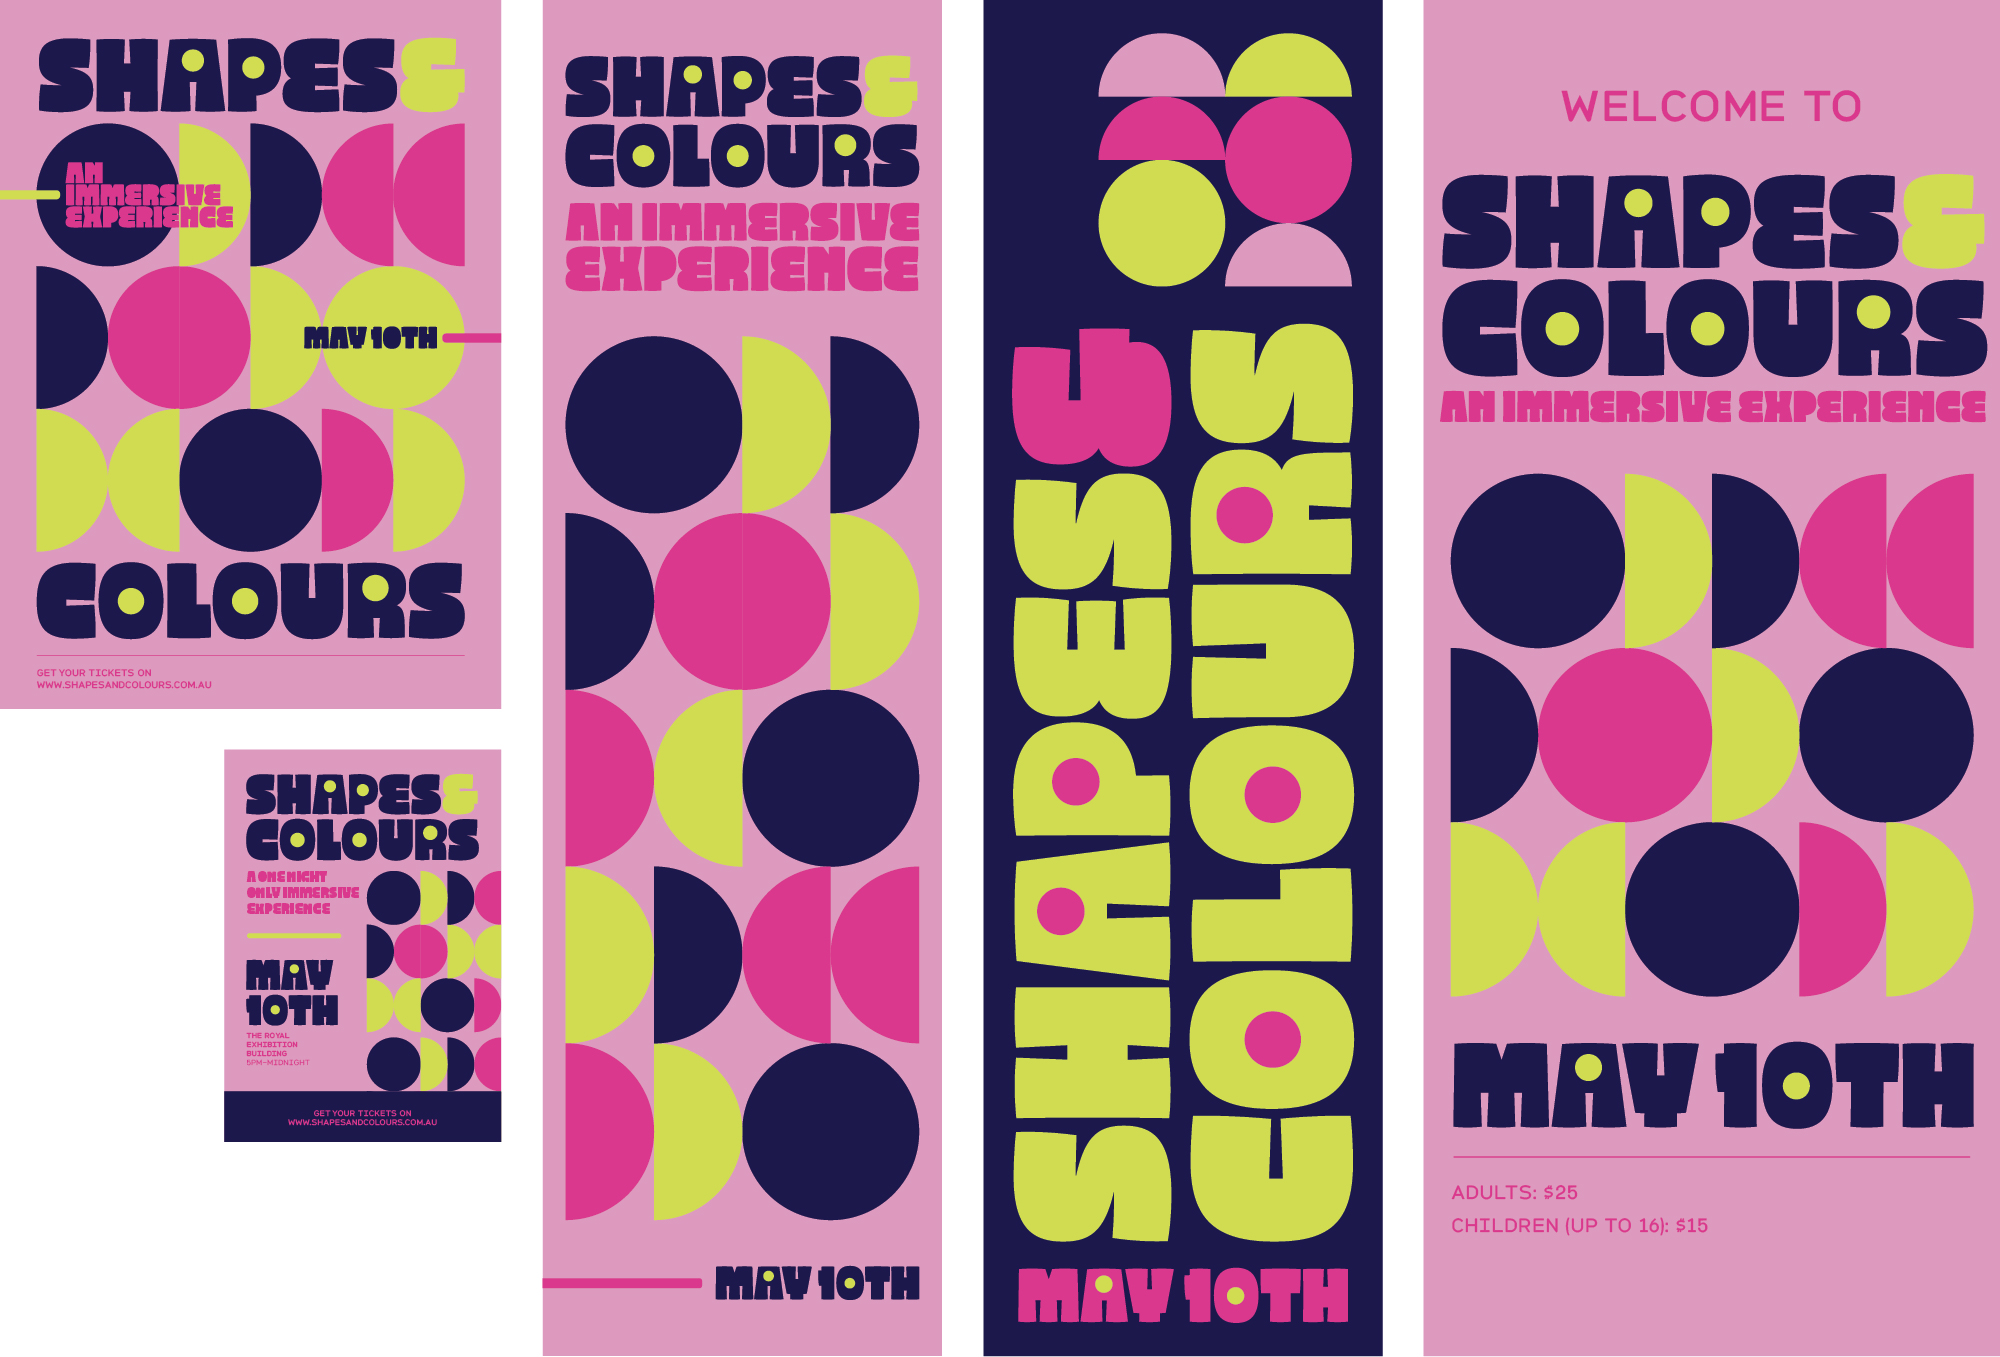 SHAPES&
AN
IMMERSIVE
EXPERIENCE
MAY 10TH
COLOURS
GET YOUR TICKETS ON
WWW.SHAPESANDCOLOURS.COM.AU
SHAPES&
COLOURS
A ONE NIGHT
ONLY IMMERSIVE
EXPERIENCE
MAY
10TH
THE ROYAL
EXHIBITION
BUILDING
5PM-MIDNIGHT
GET YOUR TICKETS ON
WWW.SHAPESANDCOLOURS.COM.AU
SHAPES&
COLOURS
AN IMMERSIVE
EXPERIENCE
MAY 10TH
SHAPES&
COLOURS
MAY 10TH
WELCOME TO
SHAPES&
COLOURS
AN IMMERSIVE EXPERIENCE
MAY 10TH
ADULTS: $25
CHILDREN (UP TO 16): $15